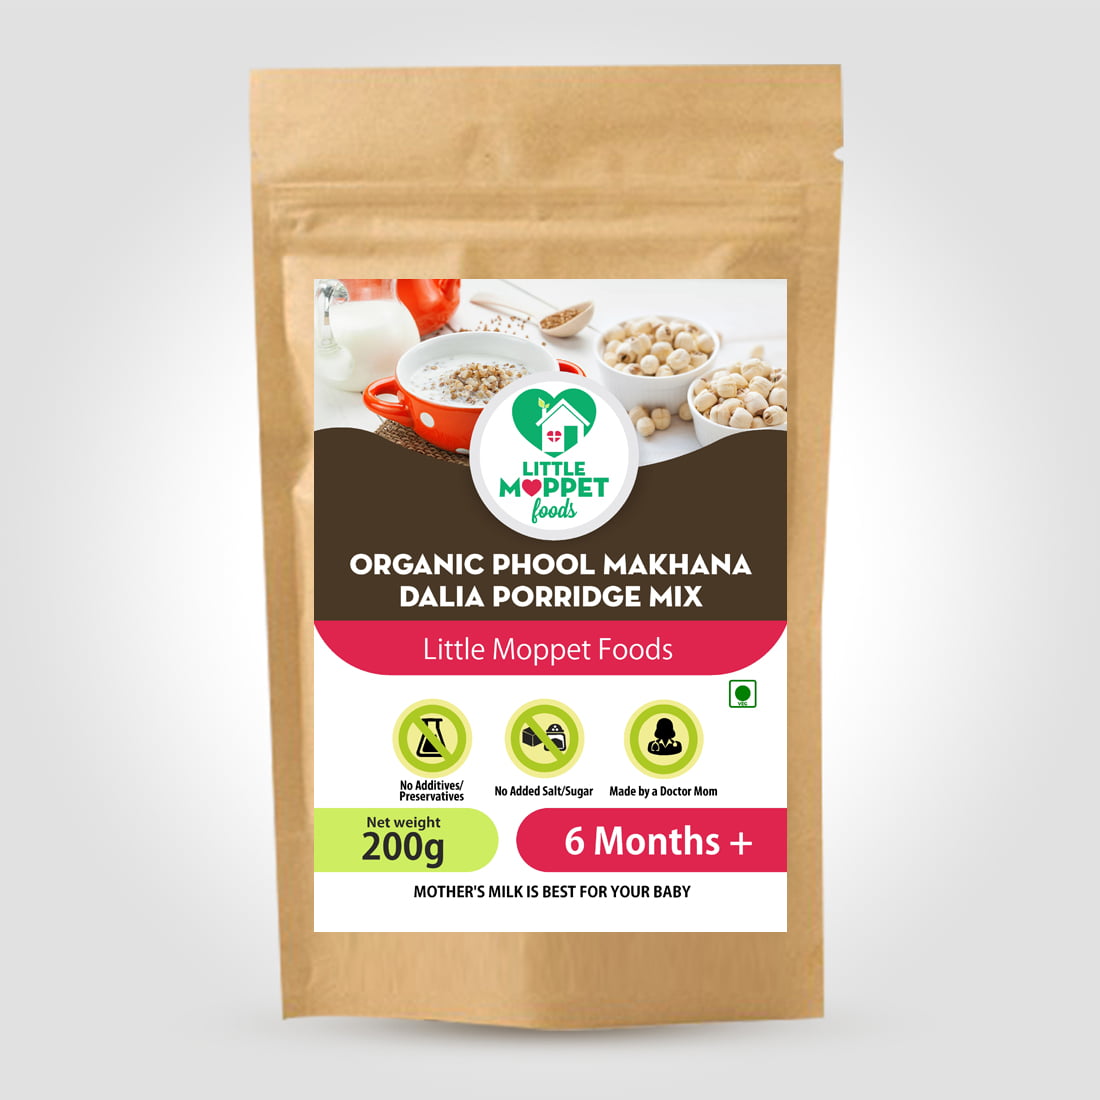 LITTLE
MOPPET
foods
ORGANIC PHOOL MAKHANA
DALIA PORRIDGE MIX
Little Moppet Foods
VEG
No Additives/
Preservatives
No Added Salt/Sugar
Made by a Doctor Mom
Net weight
200g
6 Months +
MOTHER'S MILK IS BEST FOR YOUR BABY